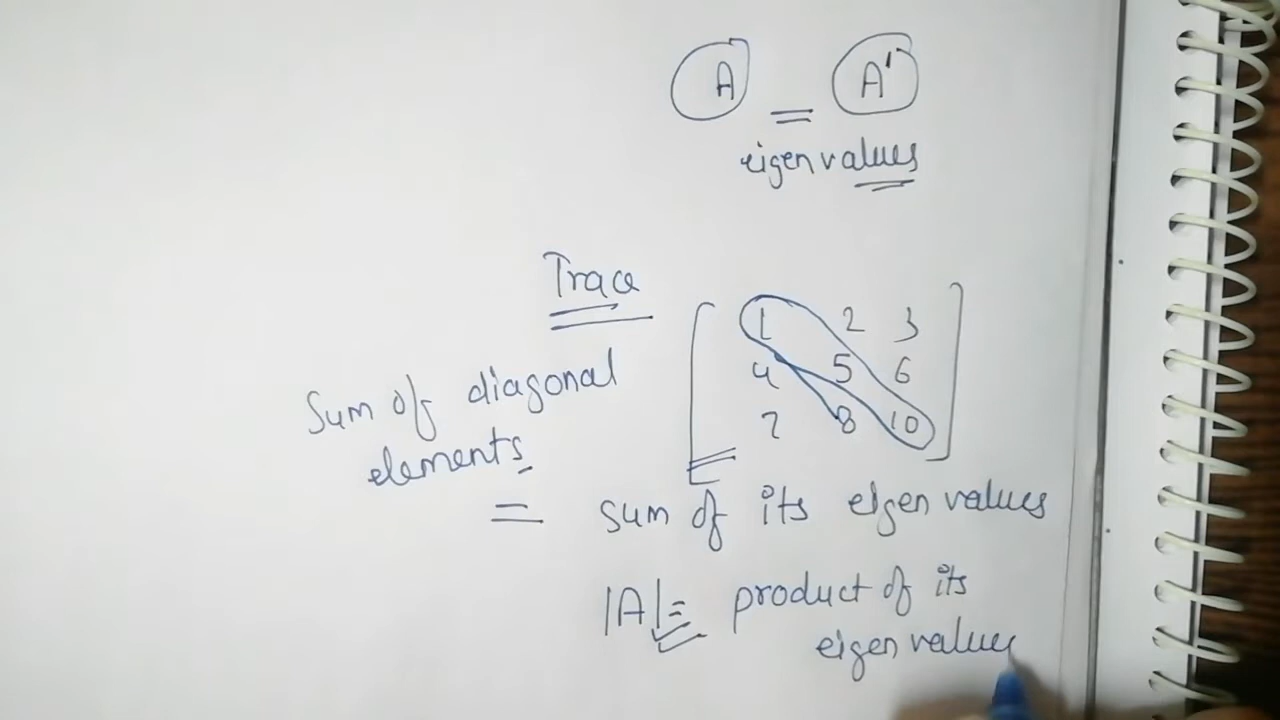 A = A'
eigen values
Trace
1 2 3
4 5 6
7 8 10
Sum of diagonal
elements
= sum of its eigen values
|A| = product of its
eigen values